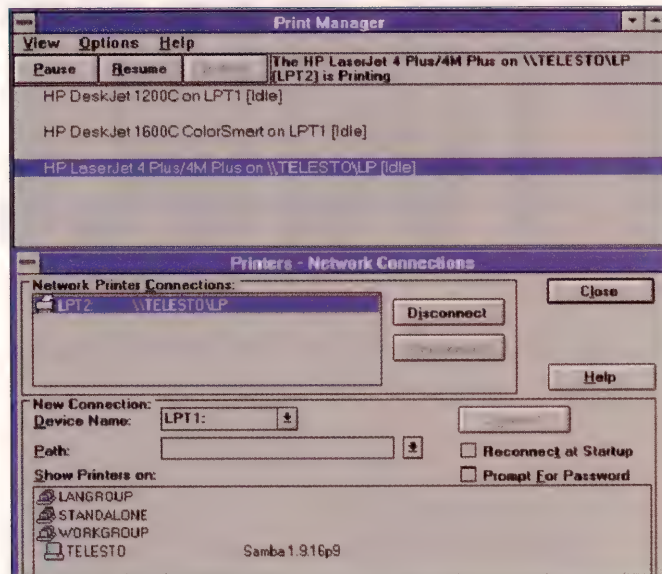 Print Manager
View Options Help
Pause Resume The HP LaserJet 4 Plus/4M Plus on \\TELESTO\LP
(LPT2) is Printing
HP DeskJet 1200C on LPT1 [Idle]
HP DeskJet 1600C ColorSmart on LPT1 [Idle]
HP LaserJet 4 Plus/4M Plus on \\TELESTO\LP [Idle]
Printers - Network Connections
Network Printer Connections:
LPT2 \\TELESTO\LP
Close
Disconnect
Help
New Connection:
Device Name: LPT1:
Path:
Reconnect at Startup
Show Printers on:
Prompt For Password
LANGROUP
STANDALONE
WORKGROUP
TELESTO Samba 1.9.16p9